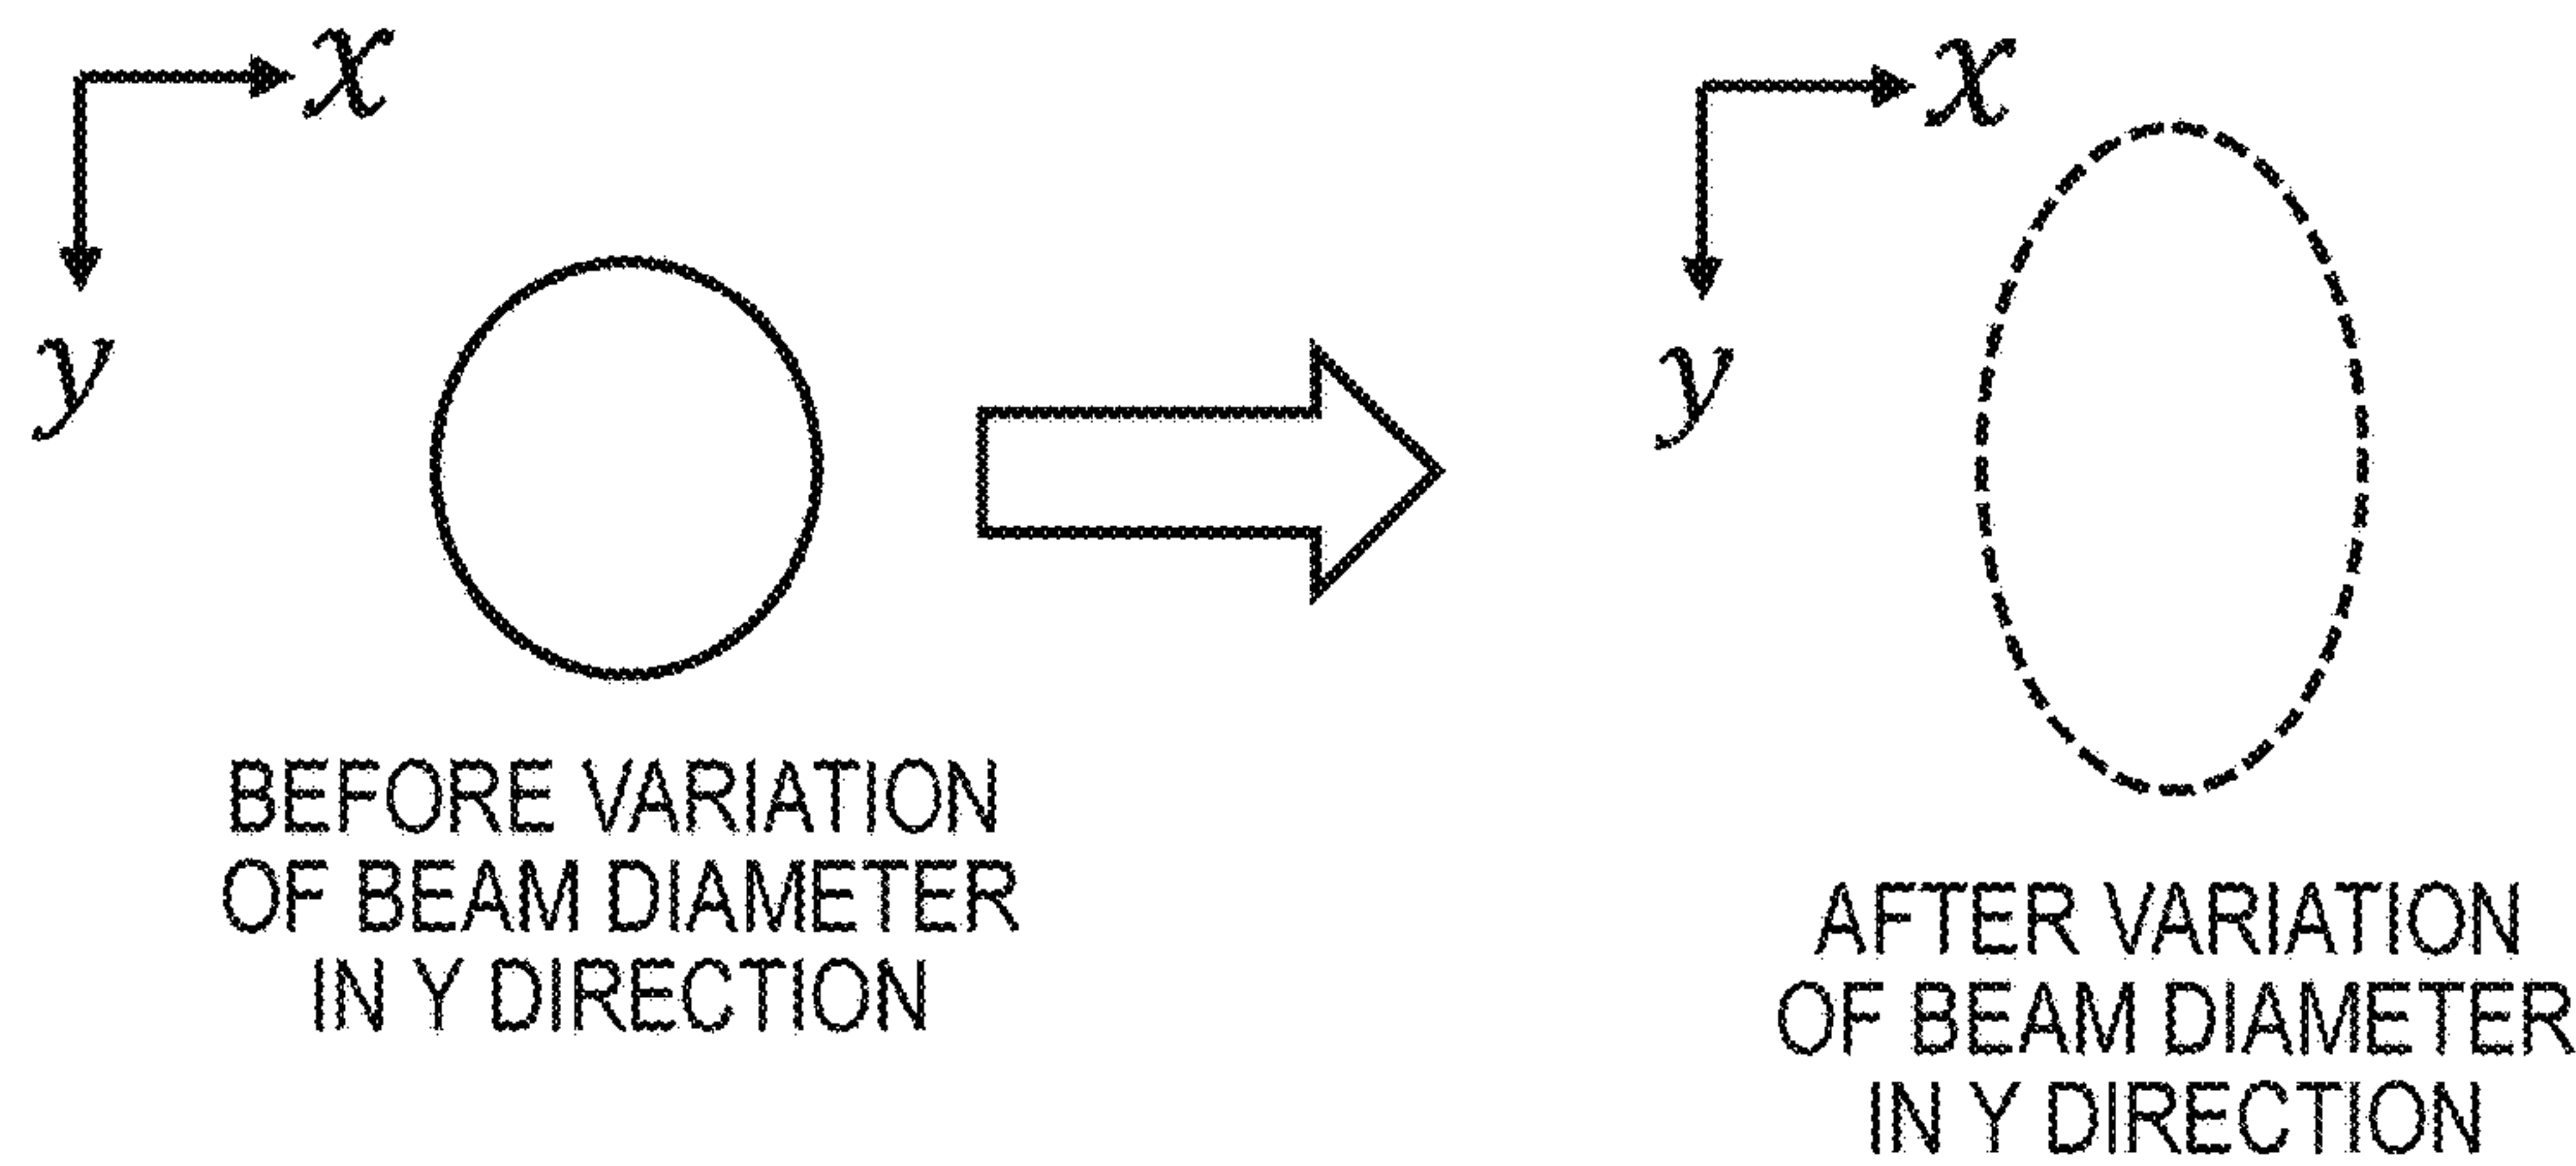 x
y
BEFORE VARIATION
OF BEAM DIAMETER
IN Y DIRECTION
x
y
AFTER VARIATION
OF BEAM DIAMETER
IN Y DIRECTION